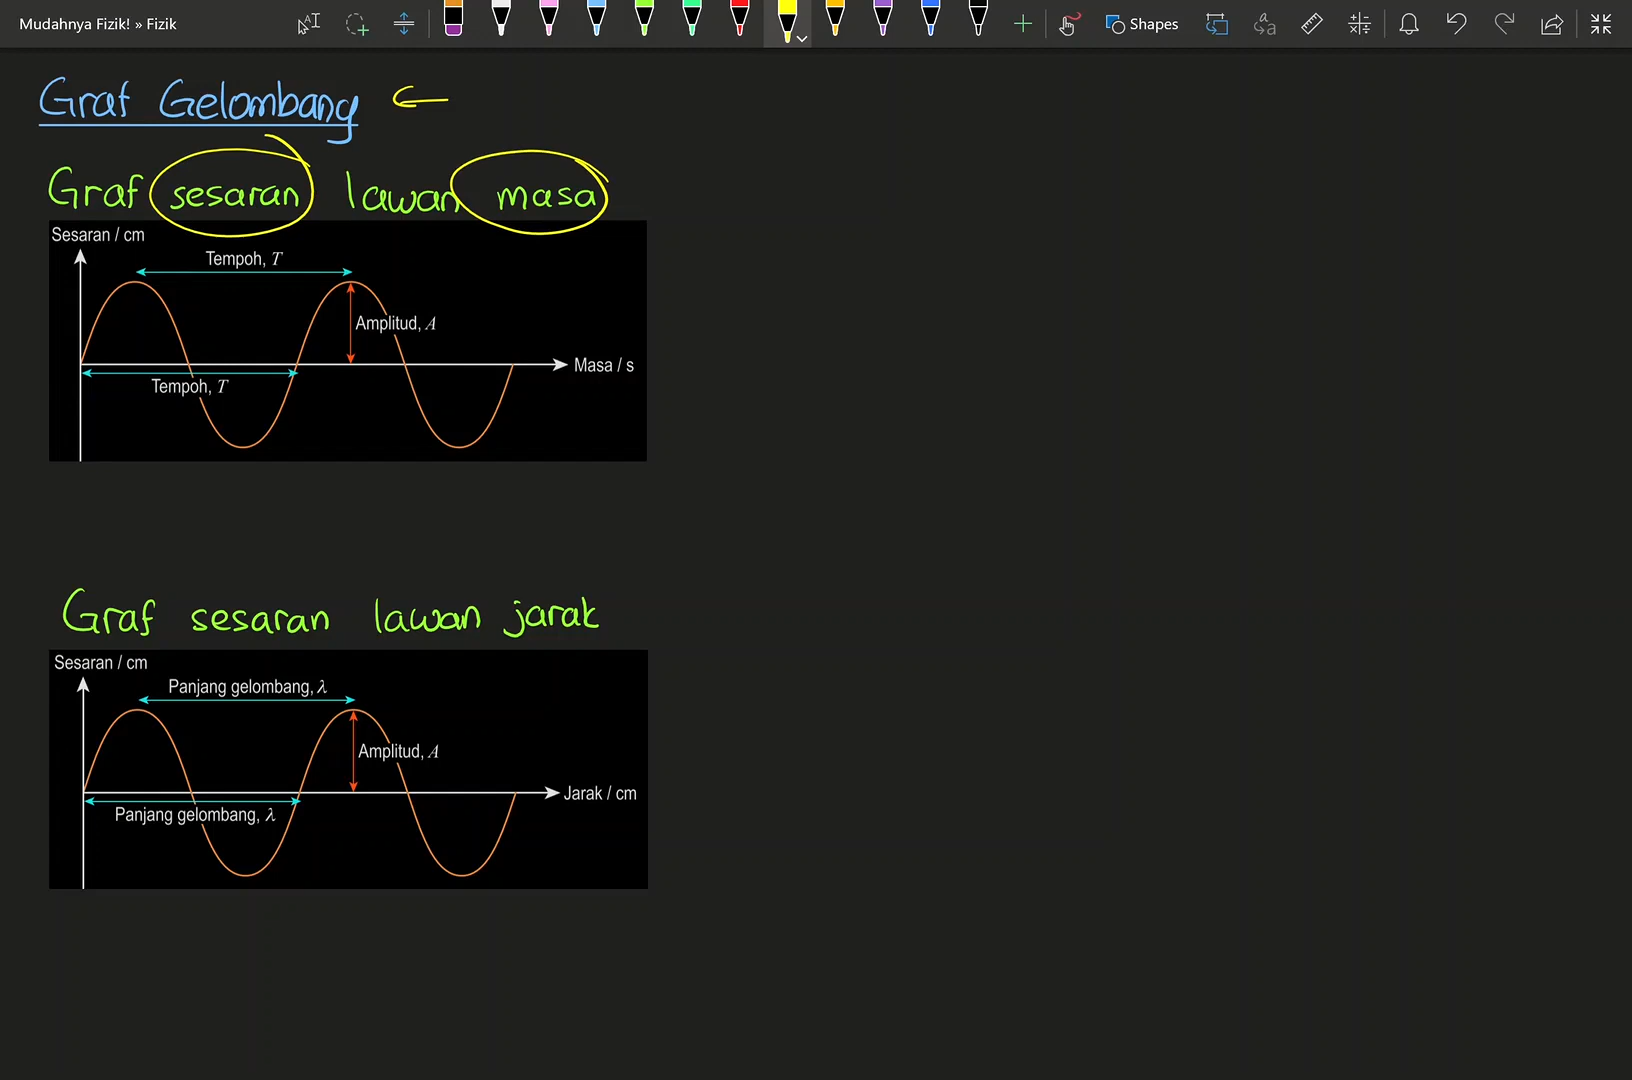 Mudahnya Fizik! » Fizik
Shapes
Graf Gelombang
Graf sesaran lawan masa
Sesaran / cm
Tempoh, T
Amplitud, A
Masa / s
Tempoh, T
Graf sesaran lawan jarak
Sesaran / cm
Panjang gelombang, λ
Amplitud, A
Jarak / cm
Panjang gelombang, λ